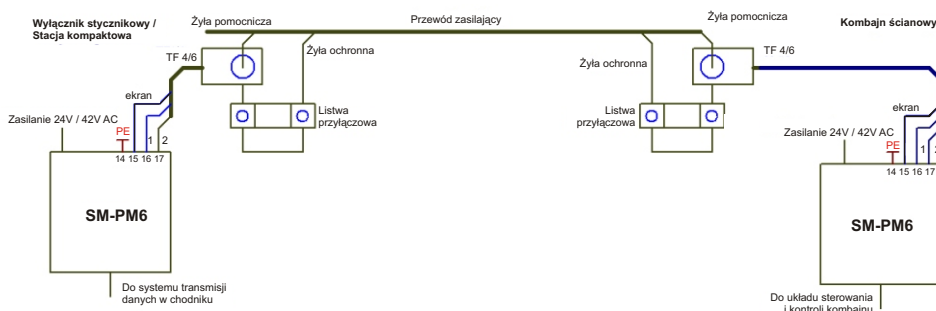 Wyłącznik stycznikowy /
Stacja kompaktowa
Żyła pomocnicza
Przewód zasilający
Żyła pomocnicza
Kombajn ścianowy
TF 4/6
Żyła ochronna
Żyła ochronna
TF 4/6
ekran
Listwa
przyłączowa
Listwa
przyłączowa
ekran
Zasilanie 24V / 42V AC
PE
1
2
14 15 16 17
Zasilanie 24V / 42V AC
PE
1
2
14 15 16 17
SM-PM6
SM-PM6
Do systemu transmisji
danych w chodniku
Do układu sterowania
i kontroli kombajnu